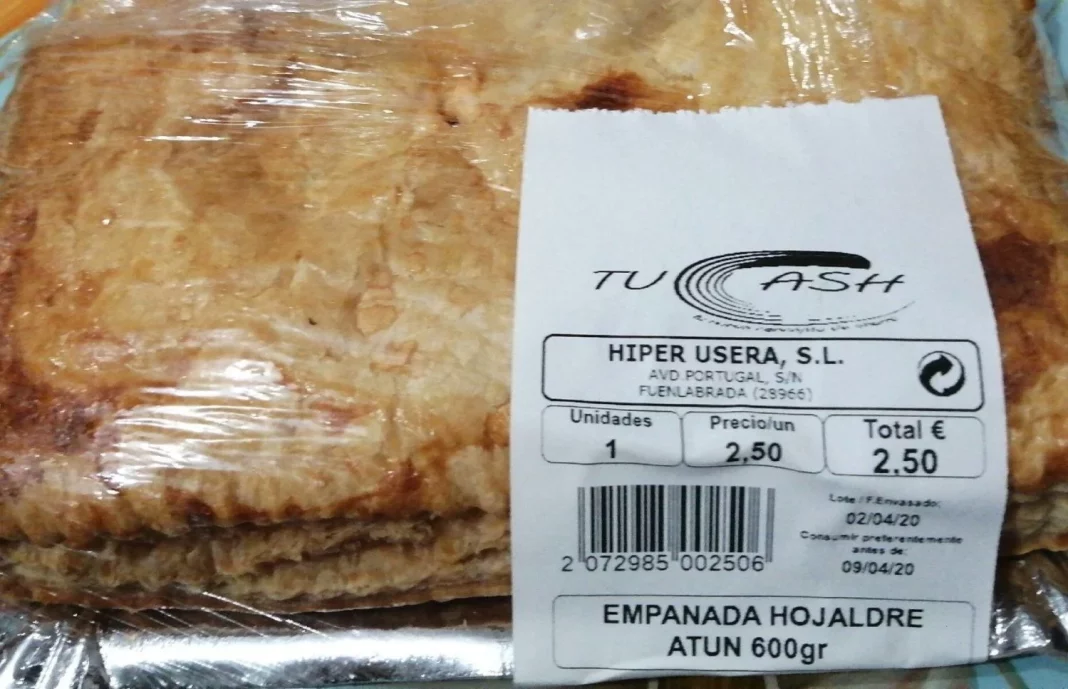 TU CASH
HIPER USERA, S.L.
AVD.PORTUGAL, S/N
FUENLABRADA (28966)
Unidades Precio/un Total €
1 2,50 2,50
Lote / F.Envasado:
02/04/20
Consumir preferentemente
antes de:
09/04/20
2 072985 002506
EMPANADA HOJALDRE
ATUN 600gr